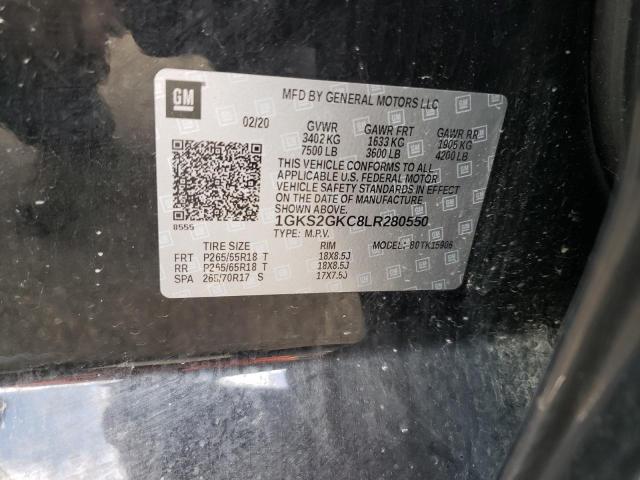 GM
MFD BY GENERAL MOTORS LLC
02/20 GVWR GAWR FRT GAWR RR
3402 KG 1633 KG 1905 KG
7500 LB 3600 LB 4200 LB
THIS VEHICLE CONFORMS TO ALL
APPLICABLE U.S. FEDERAL MOTOR
VEHICLE SAFETY STANDARDS IN EFFECT
ON THE DATE OF MANUFACTURE
SHOWN ABOVE.
1GKS2GKC8LR280550
8555
TYPE: M.P.V. MODEL: B0TK15906
TIRE SIZE RIM
FRT P265/65R18 T 18X8.5J
RR P265/65R18 T 18X8.5J
SPA 265/70R17 S 17X7.5J